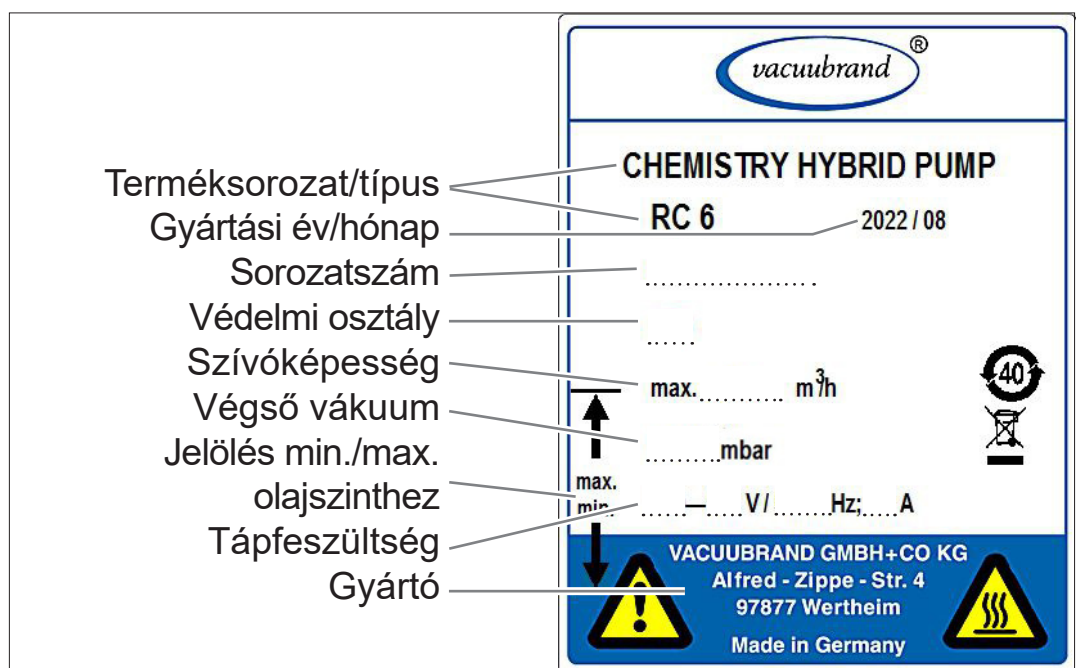 vacuubrand ®
Terméksorozat/típus
CHEMISTRY HYBRID PUMP
RC 6
Gyártási év/hónap
2022 / 08
Sorozatszám
....................
Védelmi osztály
......
Szívóképesség
max. .......... m³/h
40
Végső vákuum
.........mbar
Jelölés min./max.
olajszinthez
max.
min.
Tápfeszültség
.....—....V / .......Hz;....A
Gyártó
VACUUBRAND GMBH+CO KG
Alfred - Zippe - Str. 4
97877 Wertheim
Made in Germany